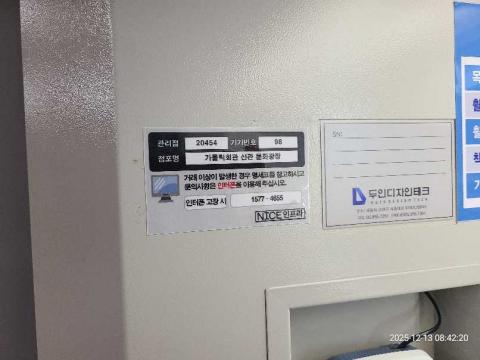 관리점 20454 기기번호 98
점포명 가톨릭회관 신관 문화광장
거래 이상이 발생한 경우 명세표를 참고하시고
문의사항은 인터폰을 이용해 주십시오.
인터폰 고장 시 1577-4655
NICE인프라
S/N:
두인디자인테크
2025-12-13 08:42:20